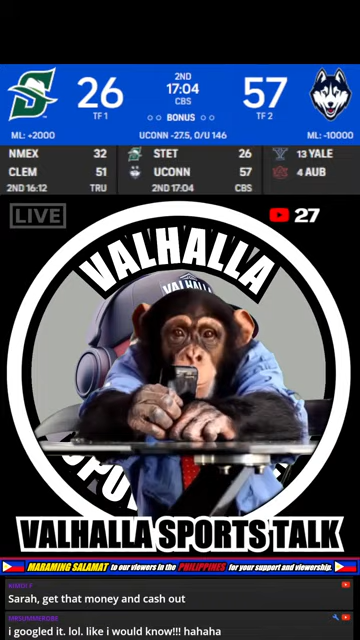 2ND
26 17:04 57
CBS
TF 1 BONUS TF 2
ML: +2000 UCONN -27.5, O/U 146 ML: -10000
NMEX 32 STET 26 13 YALE
CLEM 51 UCONN 57 4 AUB
2ND 16:12 TRU 2ND 17:04 CBS
LIVE 27
VALHALLA
VALHALLA
SPO
VALHALLA SPORTS TALK
MARAMING SALAMAT to our viewers in the PHILIPPINES for your support and viewership.
Sarah, get that money and cash out
i googled it. lol. like i would know!!! hahaha